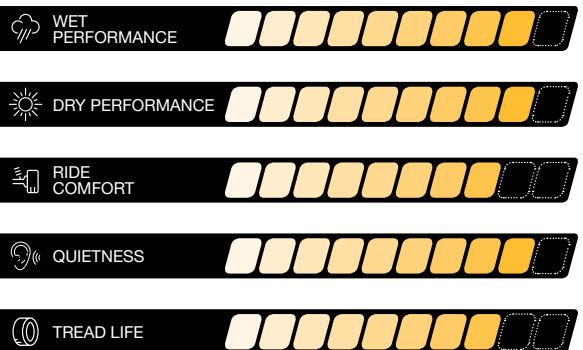 WET
PERFORMANCE
DRY PERFORMANCE
RIDE
COMFORT
QUIETNESS
TREAD LIFE